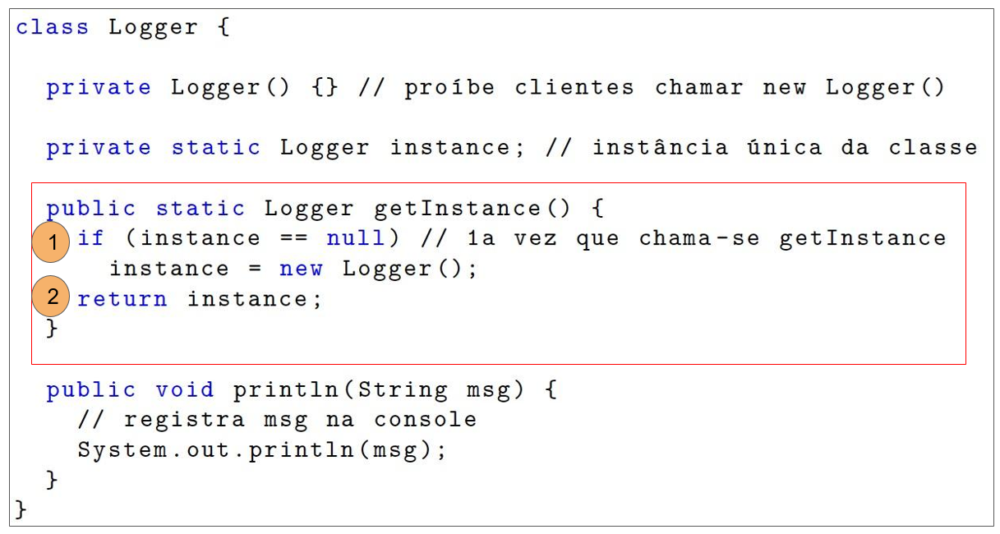 class Logger {
private Logger() {} // proíbe clientes chamar new Logger()
private static Logger instance; // instância única da classe
public static Logger getInstance() {
1 if (instance == null) // 1a vez que chama-se getInstance
instance = new Logger();
2 return instance;
}
public void println(String msg) {
// registra msg na console
System.out.println(msg);
}
}